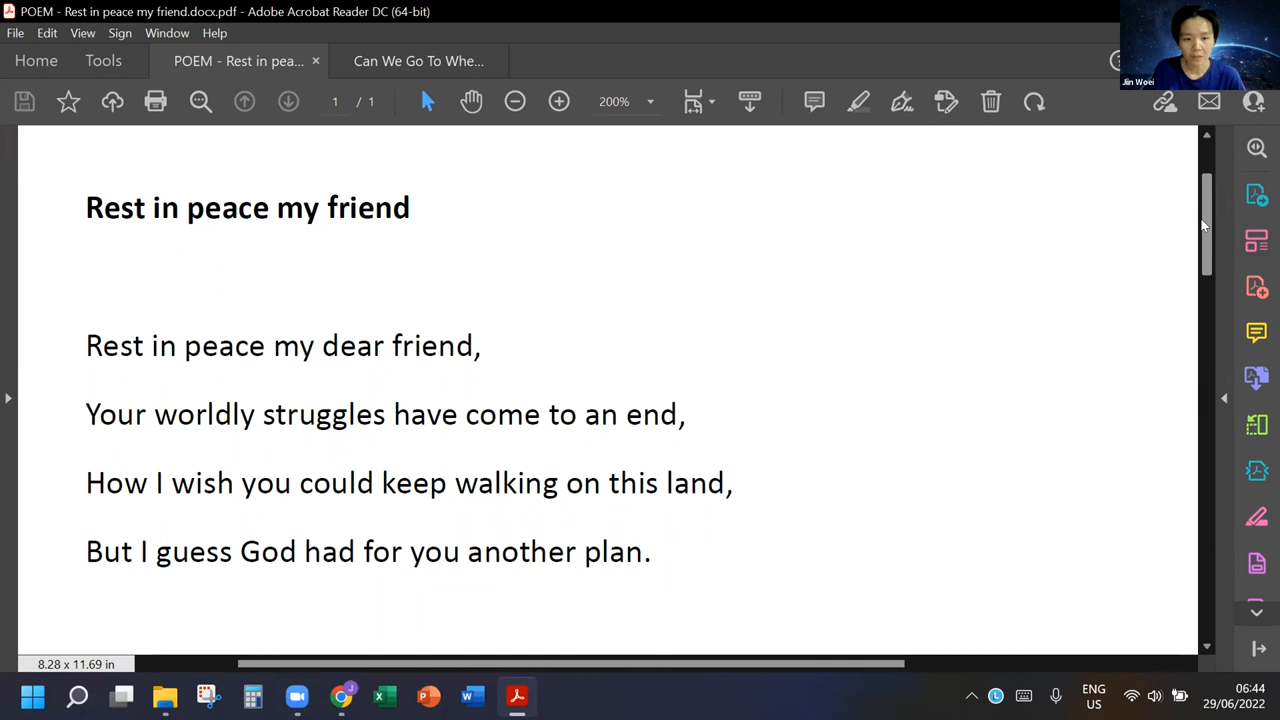 POEM - Rest in peace my friend.docx.pdf - Adobe Acrobat Reader DC (64-bit)
File Edit View Sign Window Help
Home Tools POEM - Rest in pea... × Can We Go To Whe...
1 / 1 200%
Jin Woei
Rest in peace my friend
Rest in peace my dear friend,
Your worldly struggles have come to an end,
How I wish you could keep walking on this land,
But I guess God had for you another plan.
8.28 x 11.69 in
ENG
US
06:44
29/06/2022